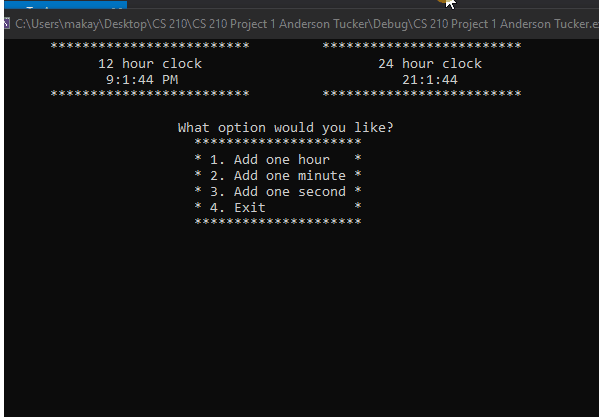 C:\Users\makay\Desktop\CS 210\CS 210 Project 1 Anderson Tucker\Debug\CS 210 Project 1 Anderson Tucker.e
************************* *************************
12 hour clock 24 hour clock
9:1:44 PM 21:1:44
************************* *************************
What option would you like?
*********************
* 1. Add one hour *
* 2. Add one minute *
* 3. Add one second *
* 4. Exit *
*********************